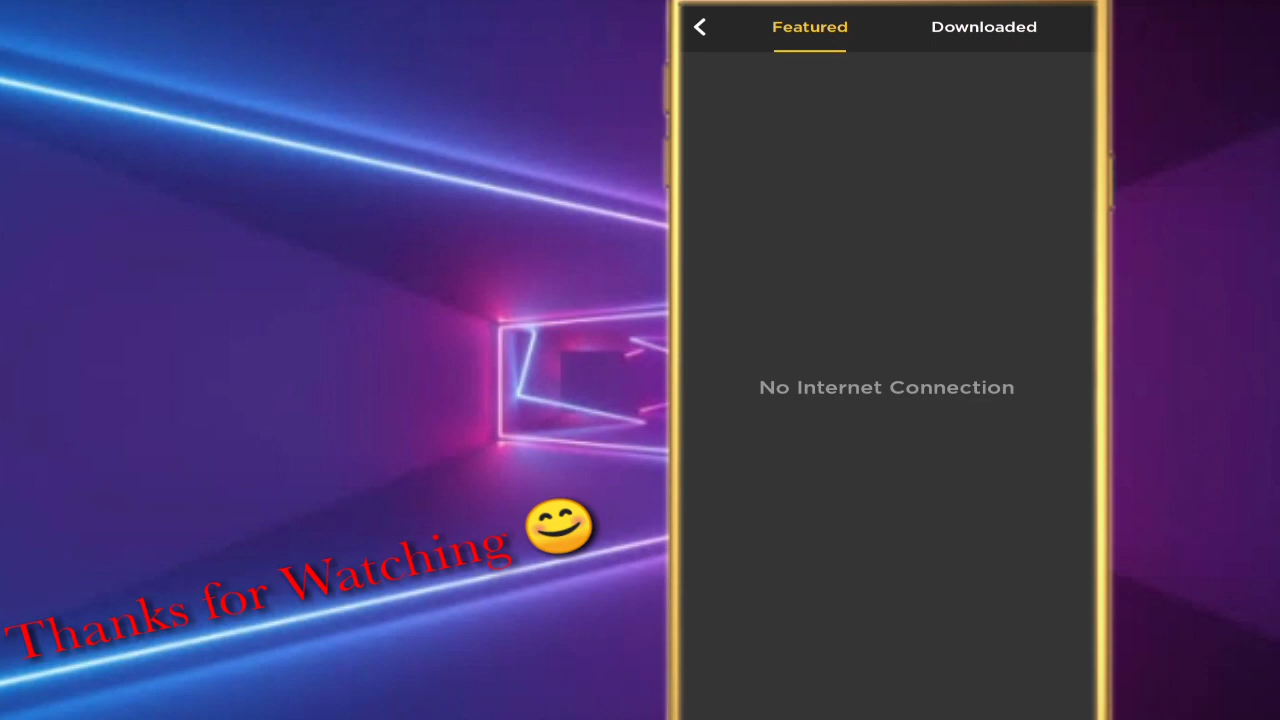 Featured
Downloaded
No Internet Connection
Thanks for Watching 😊